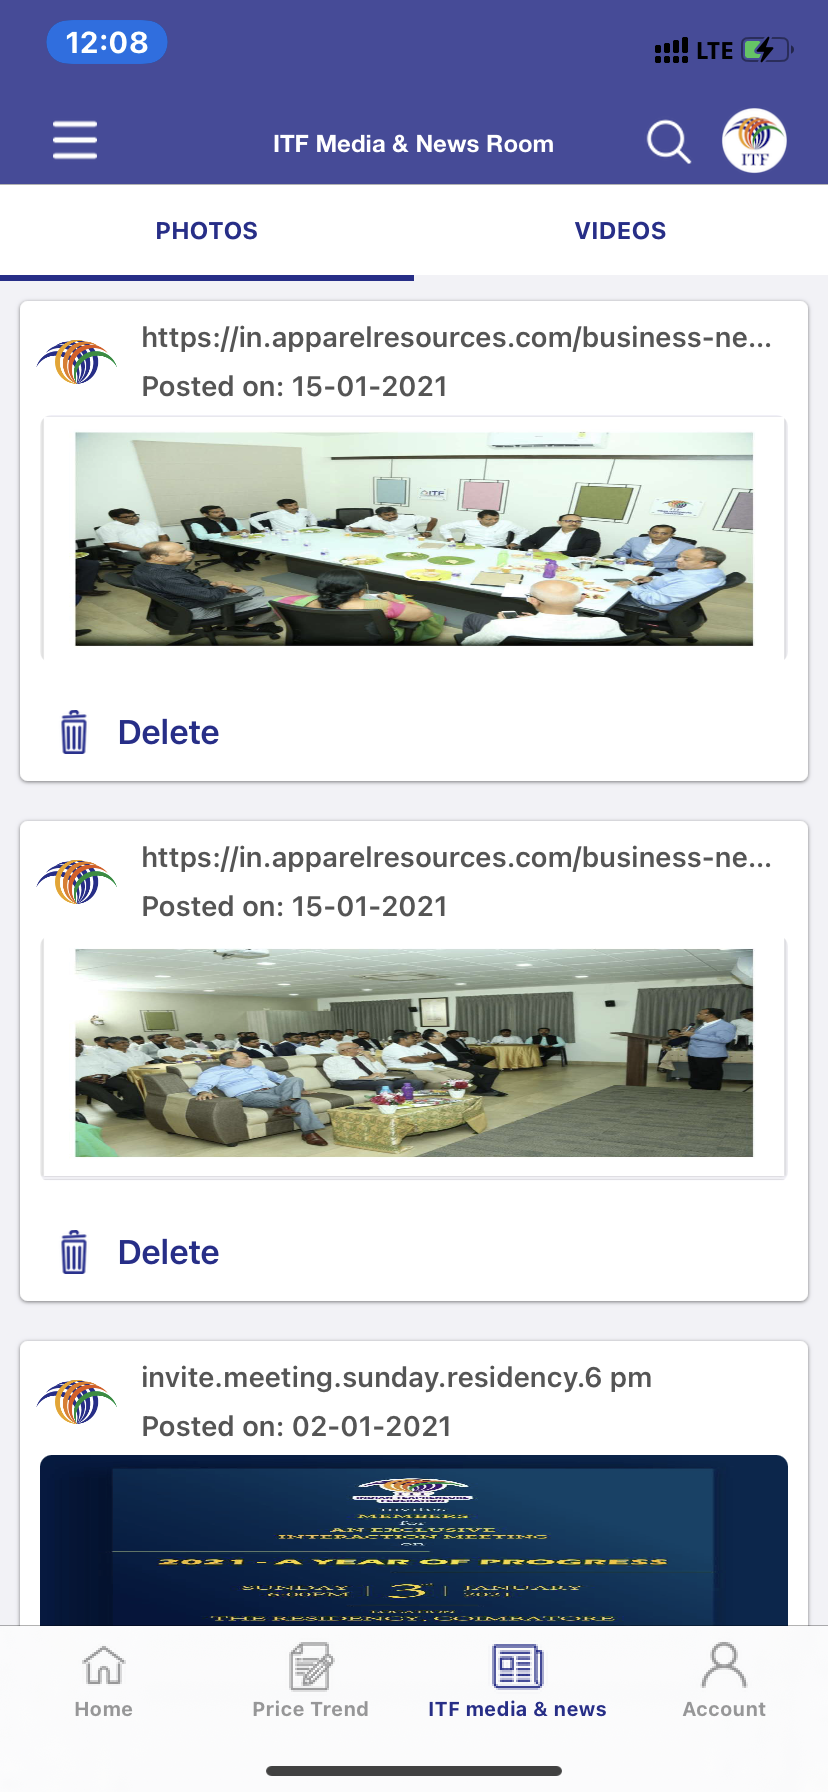 12:08
LTE
ITF Media & News Room
ITF
PHOTOS
VIDEOS
https://in.apparelresources.com/business-ne...
Posted on: 15-01-2021
ITF
Delete
https://in.apparelresources.com/business-ne...
Posted on: 15-01-2021
Delete
invite.meeting.sunday.residency.6 pm
Posted on: 02-01-2021
MEMBERS
for
AN EXCLUSIVE
INTERACTION MEETING
on
2021 - A YEAR OF PROGRESS
SUNDAY | 3rd | JANUARY
6:00PM 2021
THE RESIDENCY, COIMBATORE
Home
Price Trend
ITF media & news
Account